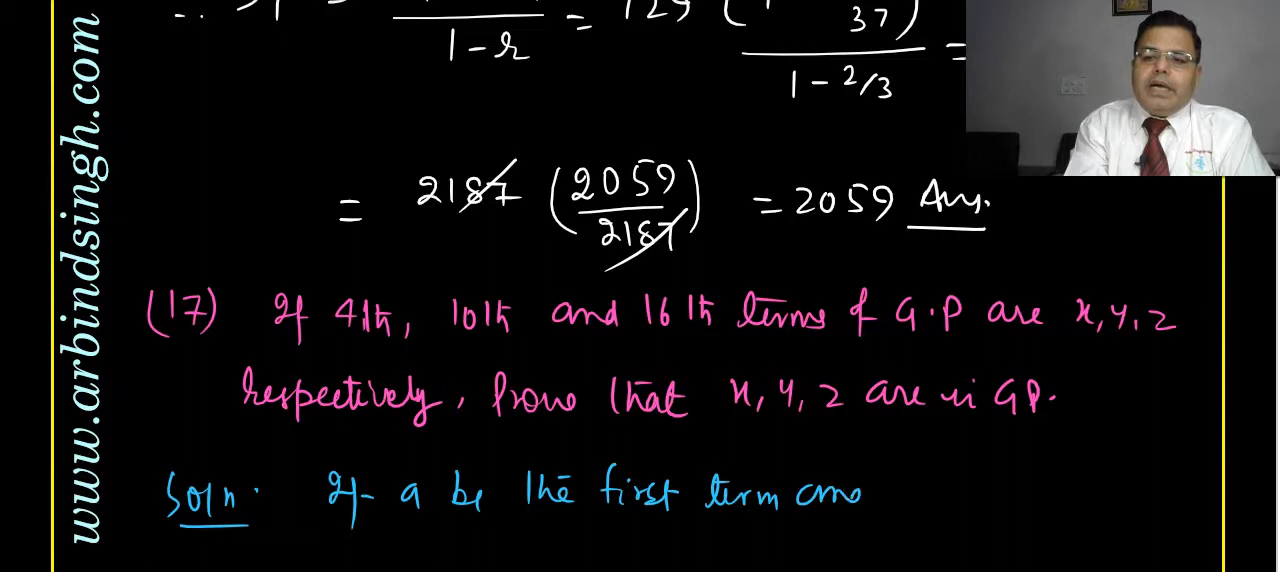 www.arbindsingh.com
1 - r = 729 ( 37 )
1 - 2/3 =
= 2187 ( 2059 / 2187 ) = 2059 Ans.
(17) If 4th, 10th and 16th terms of G.P are x, y, z
respectively, Prove that x, y, z are in GP.
Soln. If a be the first term and